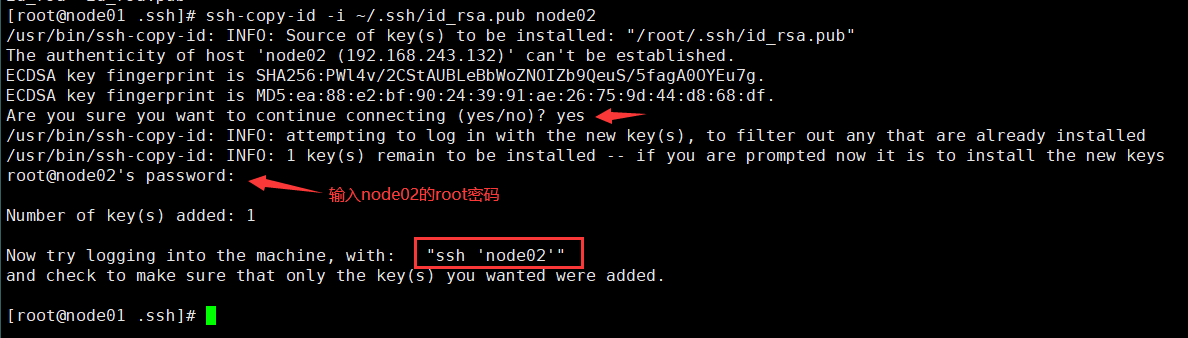 [root@node01 .ssh]# ssh-copy-id -i ~/.ssh/id_rsa.pub node02
/usr/bin/ssh-copy-id: INFO: Source of key(s) to be installed: "/root/.ssh/id_rsa.pub"
The authenticity of host 'node02 (192.168.243.132)' can't be established.
ECDSA key fingerprint is SHA256:PWl4v/2CStAUBLeBbWoZNOIZb9QeuS/5fagA0OYEu7g.
ECDSA key fingerprint is MD5:ea:88:e2:bf:90:24:39:91:ae:26:75:9d:44:d8:68:df.
Are you sure you want to continue connecting (yes/no)? yes
/usr/bin/ssh-copy-id: INFO: attempting to log in with the new key(s), to filter out any that are already installed
/usr/bin/ssh-copy-id: INFO: 1 key(s) remain to be installed -- if you are prompted now it is to install the new keys
root@node02's password:
输入node02的root密码
Number of key(s) added: 1
Now try logging into the machine, with:   "ssh 'node02'"
and check to make sure that only the key(s) you wanted were added.
[root@node01 .ssh]#